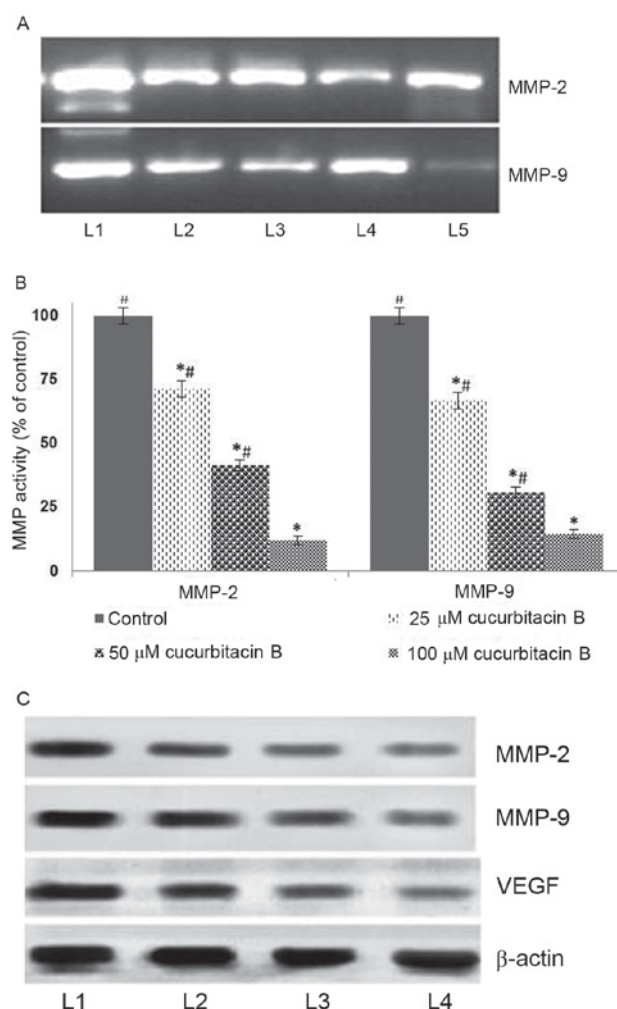 A
MMP-2
MMP-9
L1 L2 L3 L4 L5
B
MMP activity (% of control)
100
75
50
25
0
# *# *# * # *# *# *
MMP-2 MMP-9
Control 25 μM cucurbitacin B
50 μM cucurbitacin B 100 μM cucurbitacin B
C
MMP-2
MMP-9
VEGF
β-actin
L1 L2 L3 L4